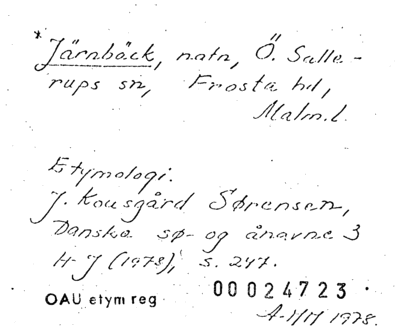 * Järnbäck, natn, Ö. Salle-
rups sn, Frosta hd,
Malm.l.
Etymologi.
J. Kousgård Sørensen,
Danske sø- og ånavne 3
H-J (1978), s. 247.
OAU etym reg 00024723
1978.